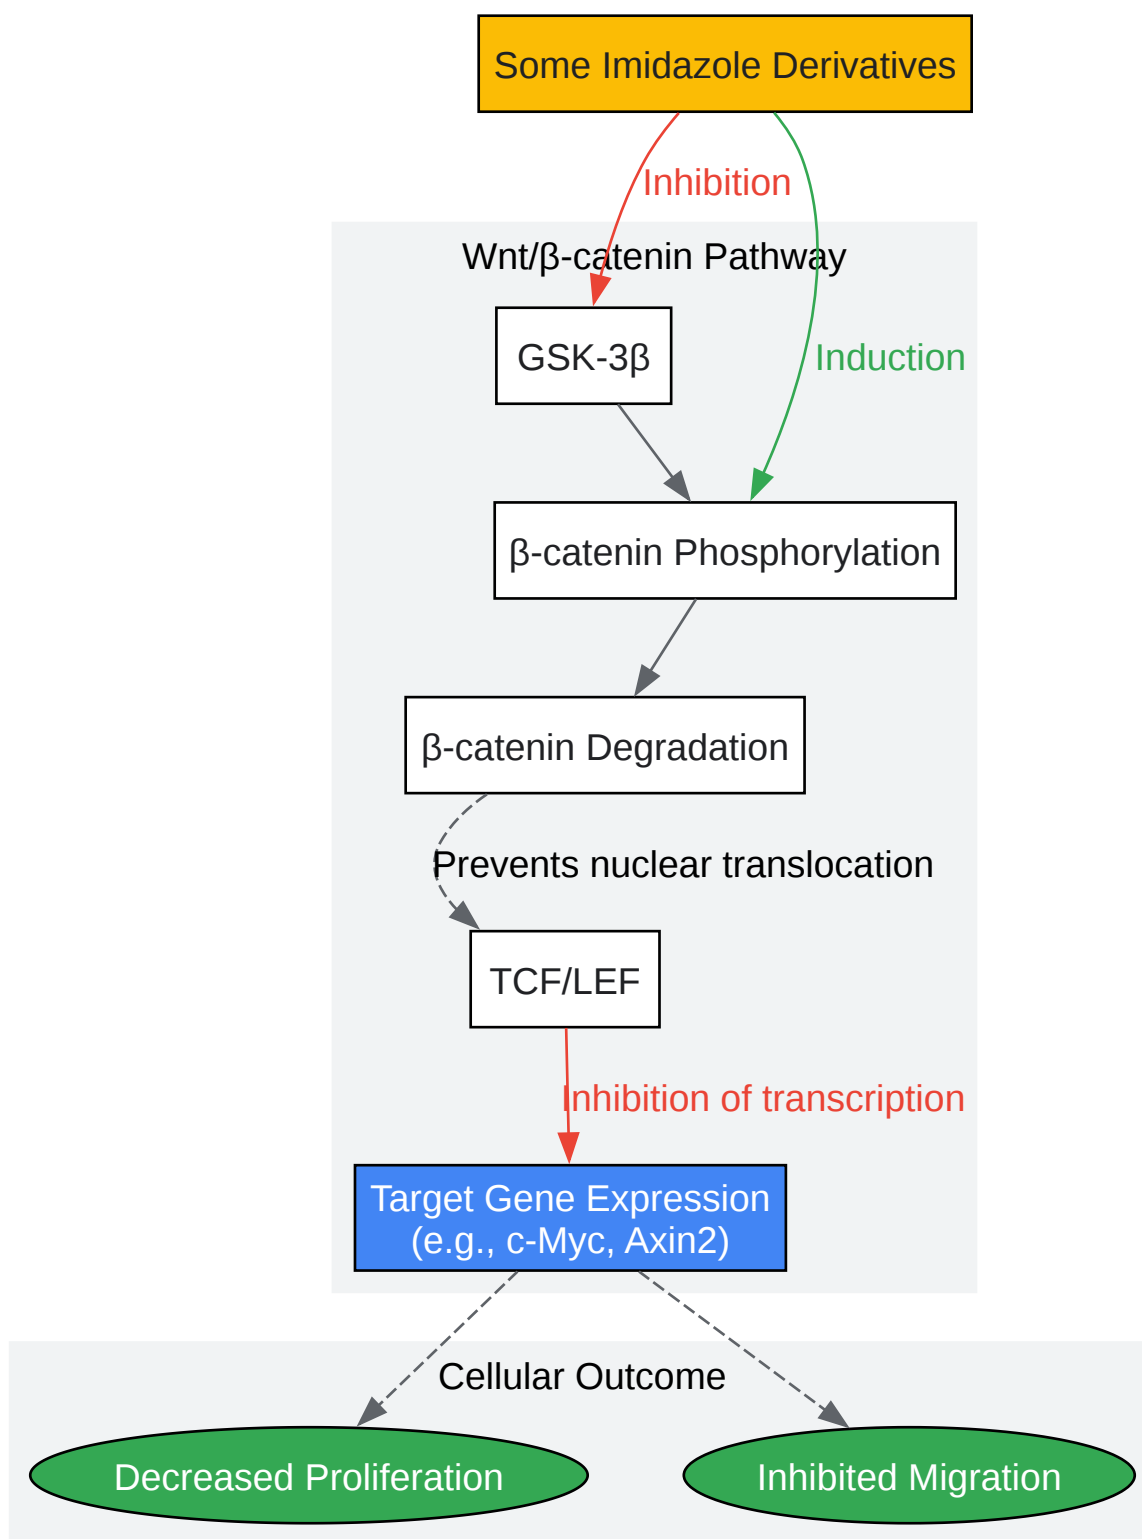 Some Imidazole Derivatives
Inhibition
Wnt/β-catenin Pathway
GSK-3β
Induction
β-catenin Phosphorylation
β-catenin Degradation
Prevents nuclear translocation
TCF/LEF
Inhibition of transcription
Target Gene Expression
(e.g., c-Myc, Axin2)
Cellular Outcome
Decreased Proliferation
Inhibited Migration